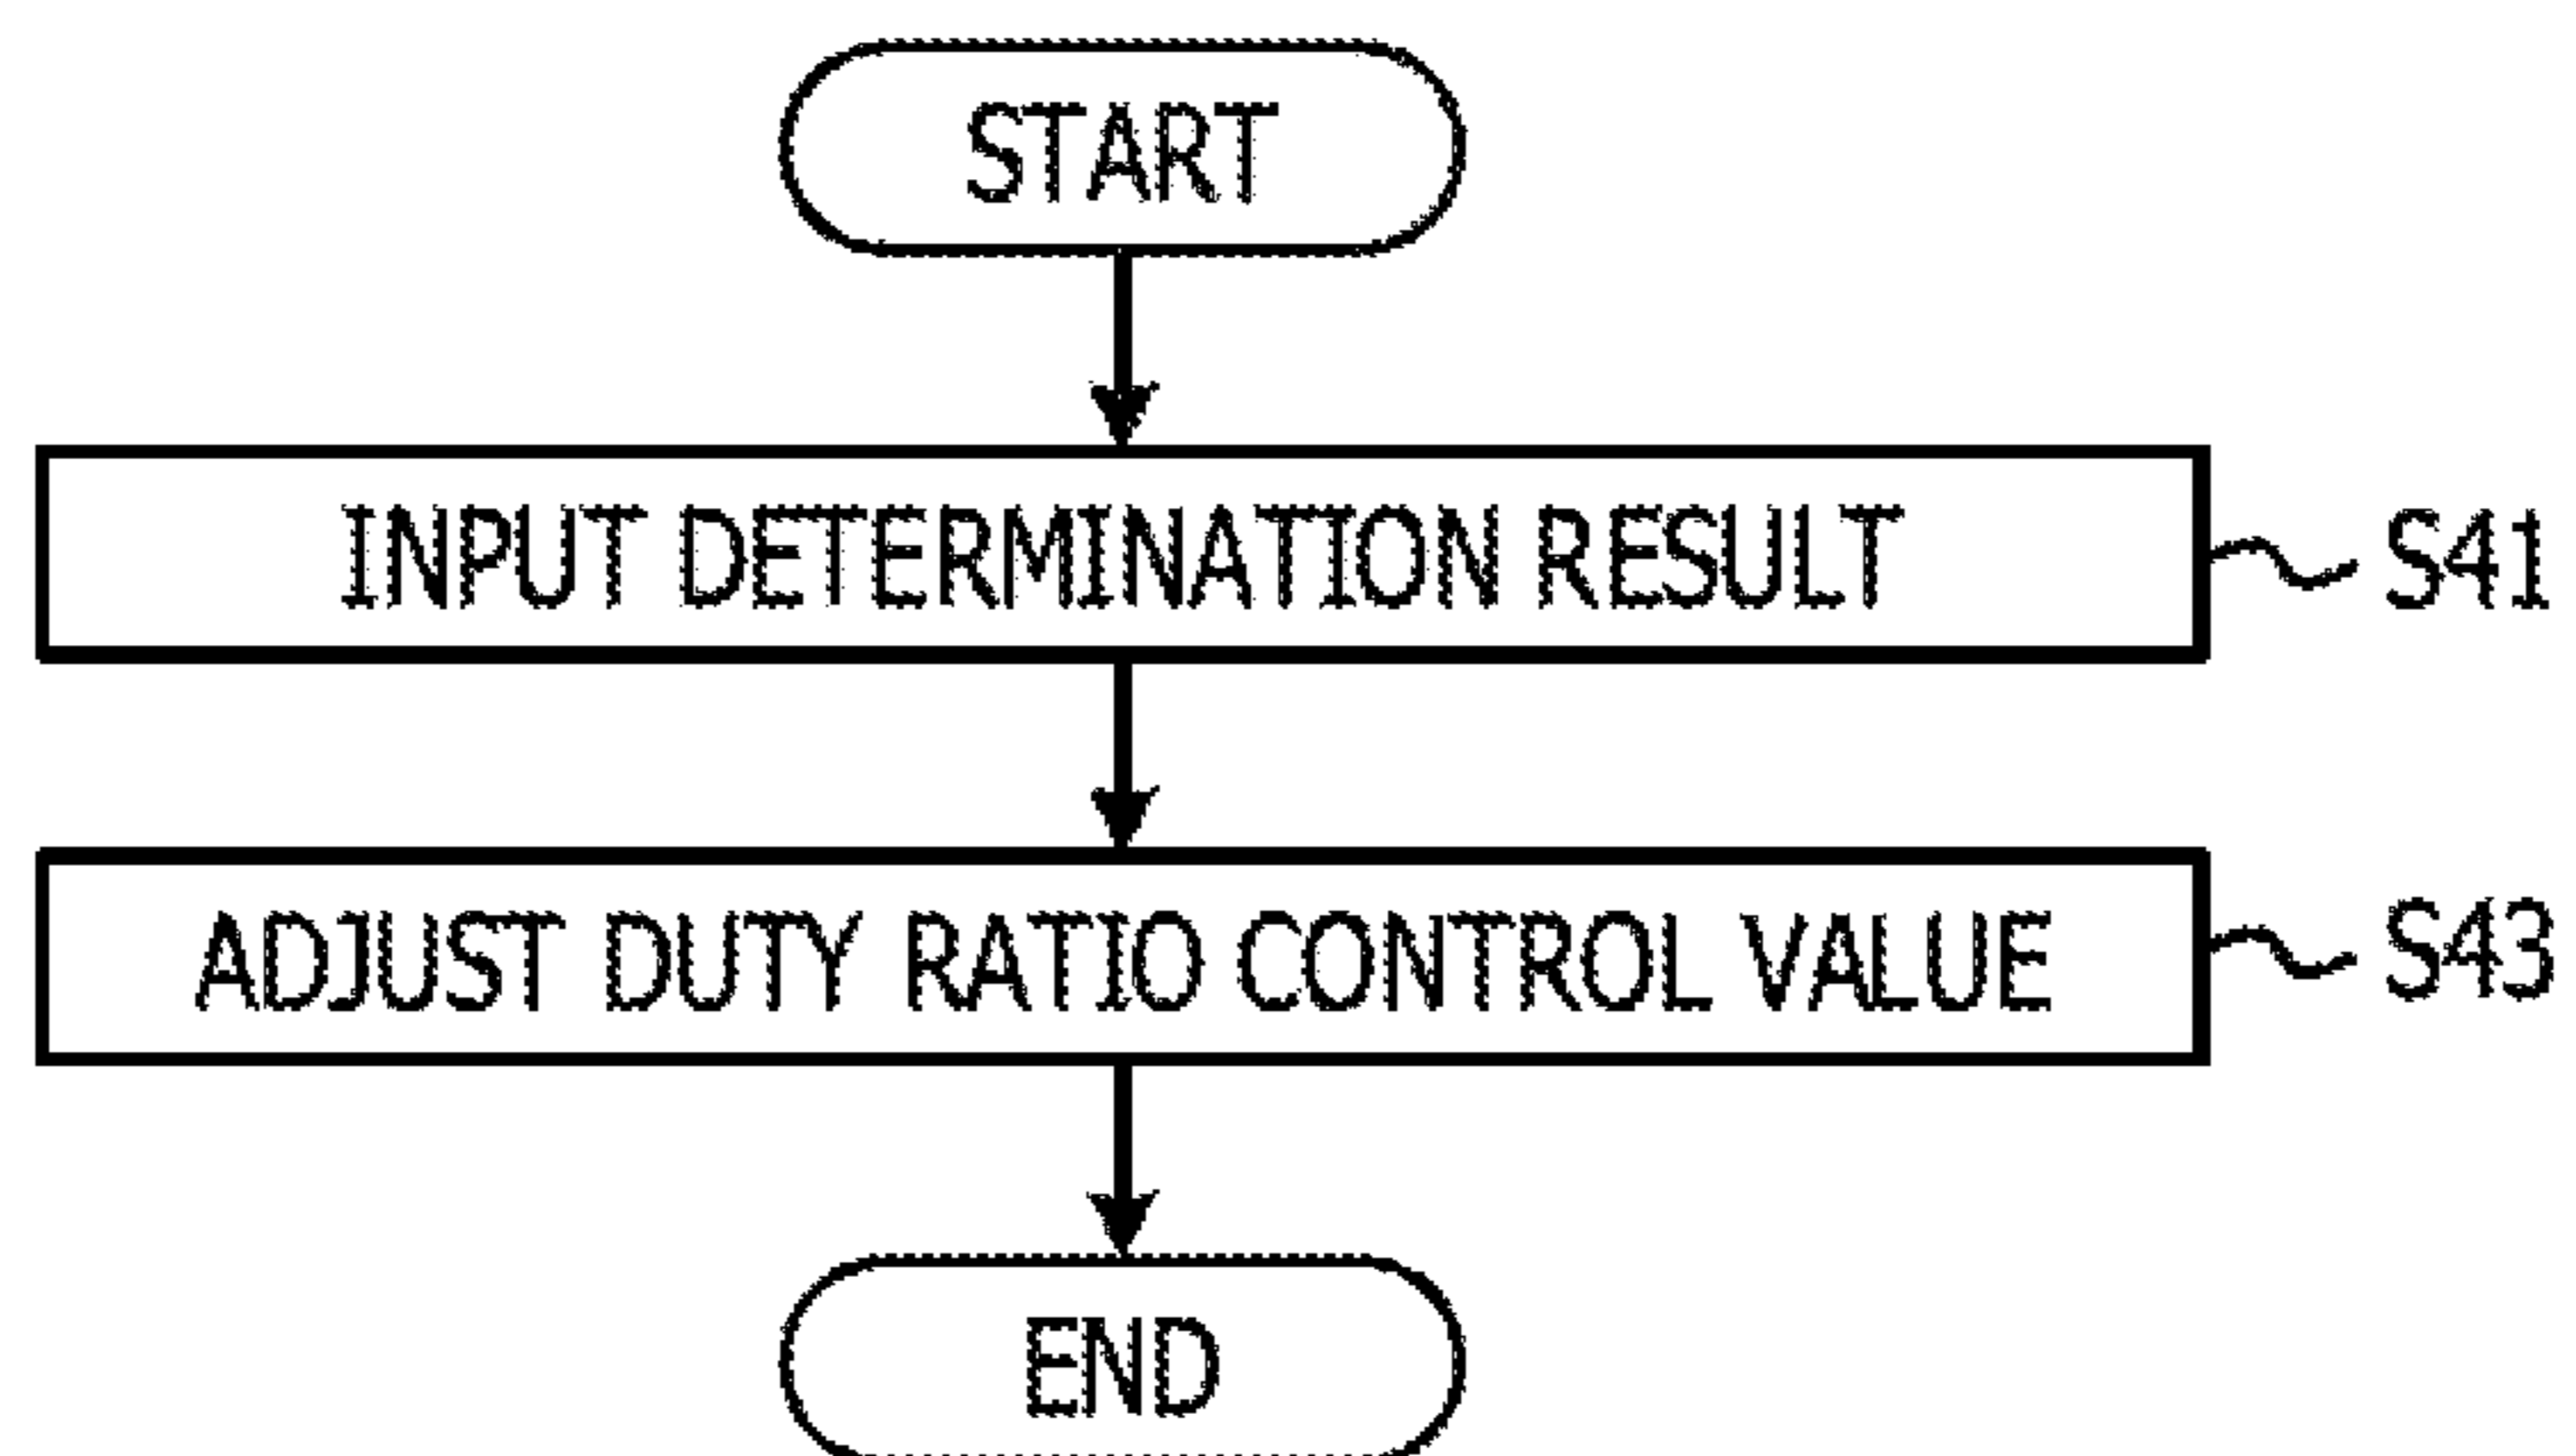 START
INPUT DETERMINATION RESULT
S41
ADJUST DUTY RATIO CONTROL VALUE
S43
END